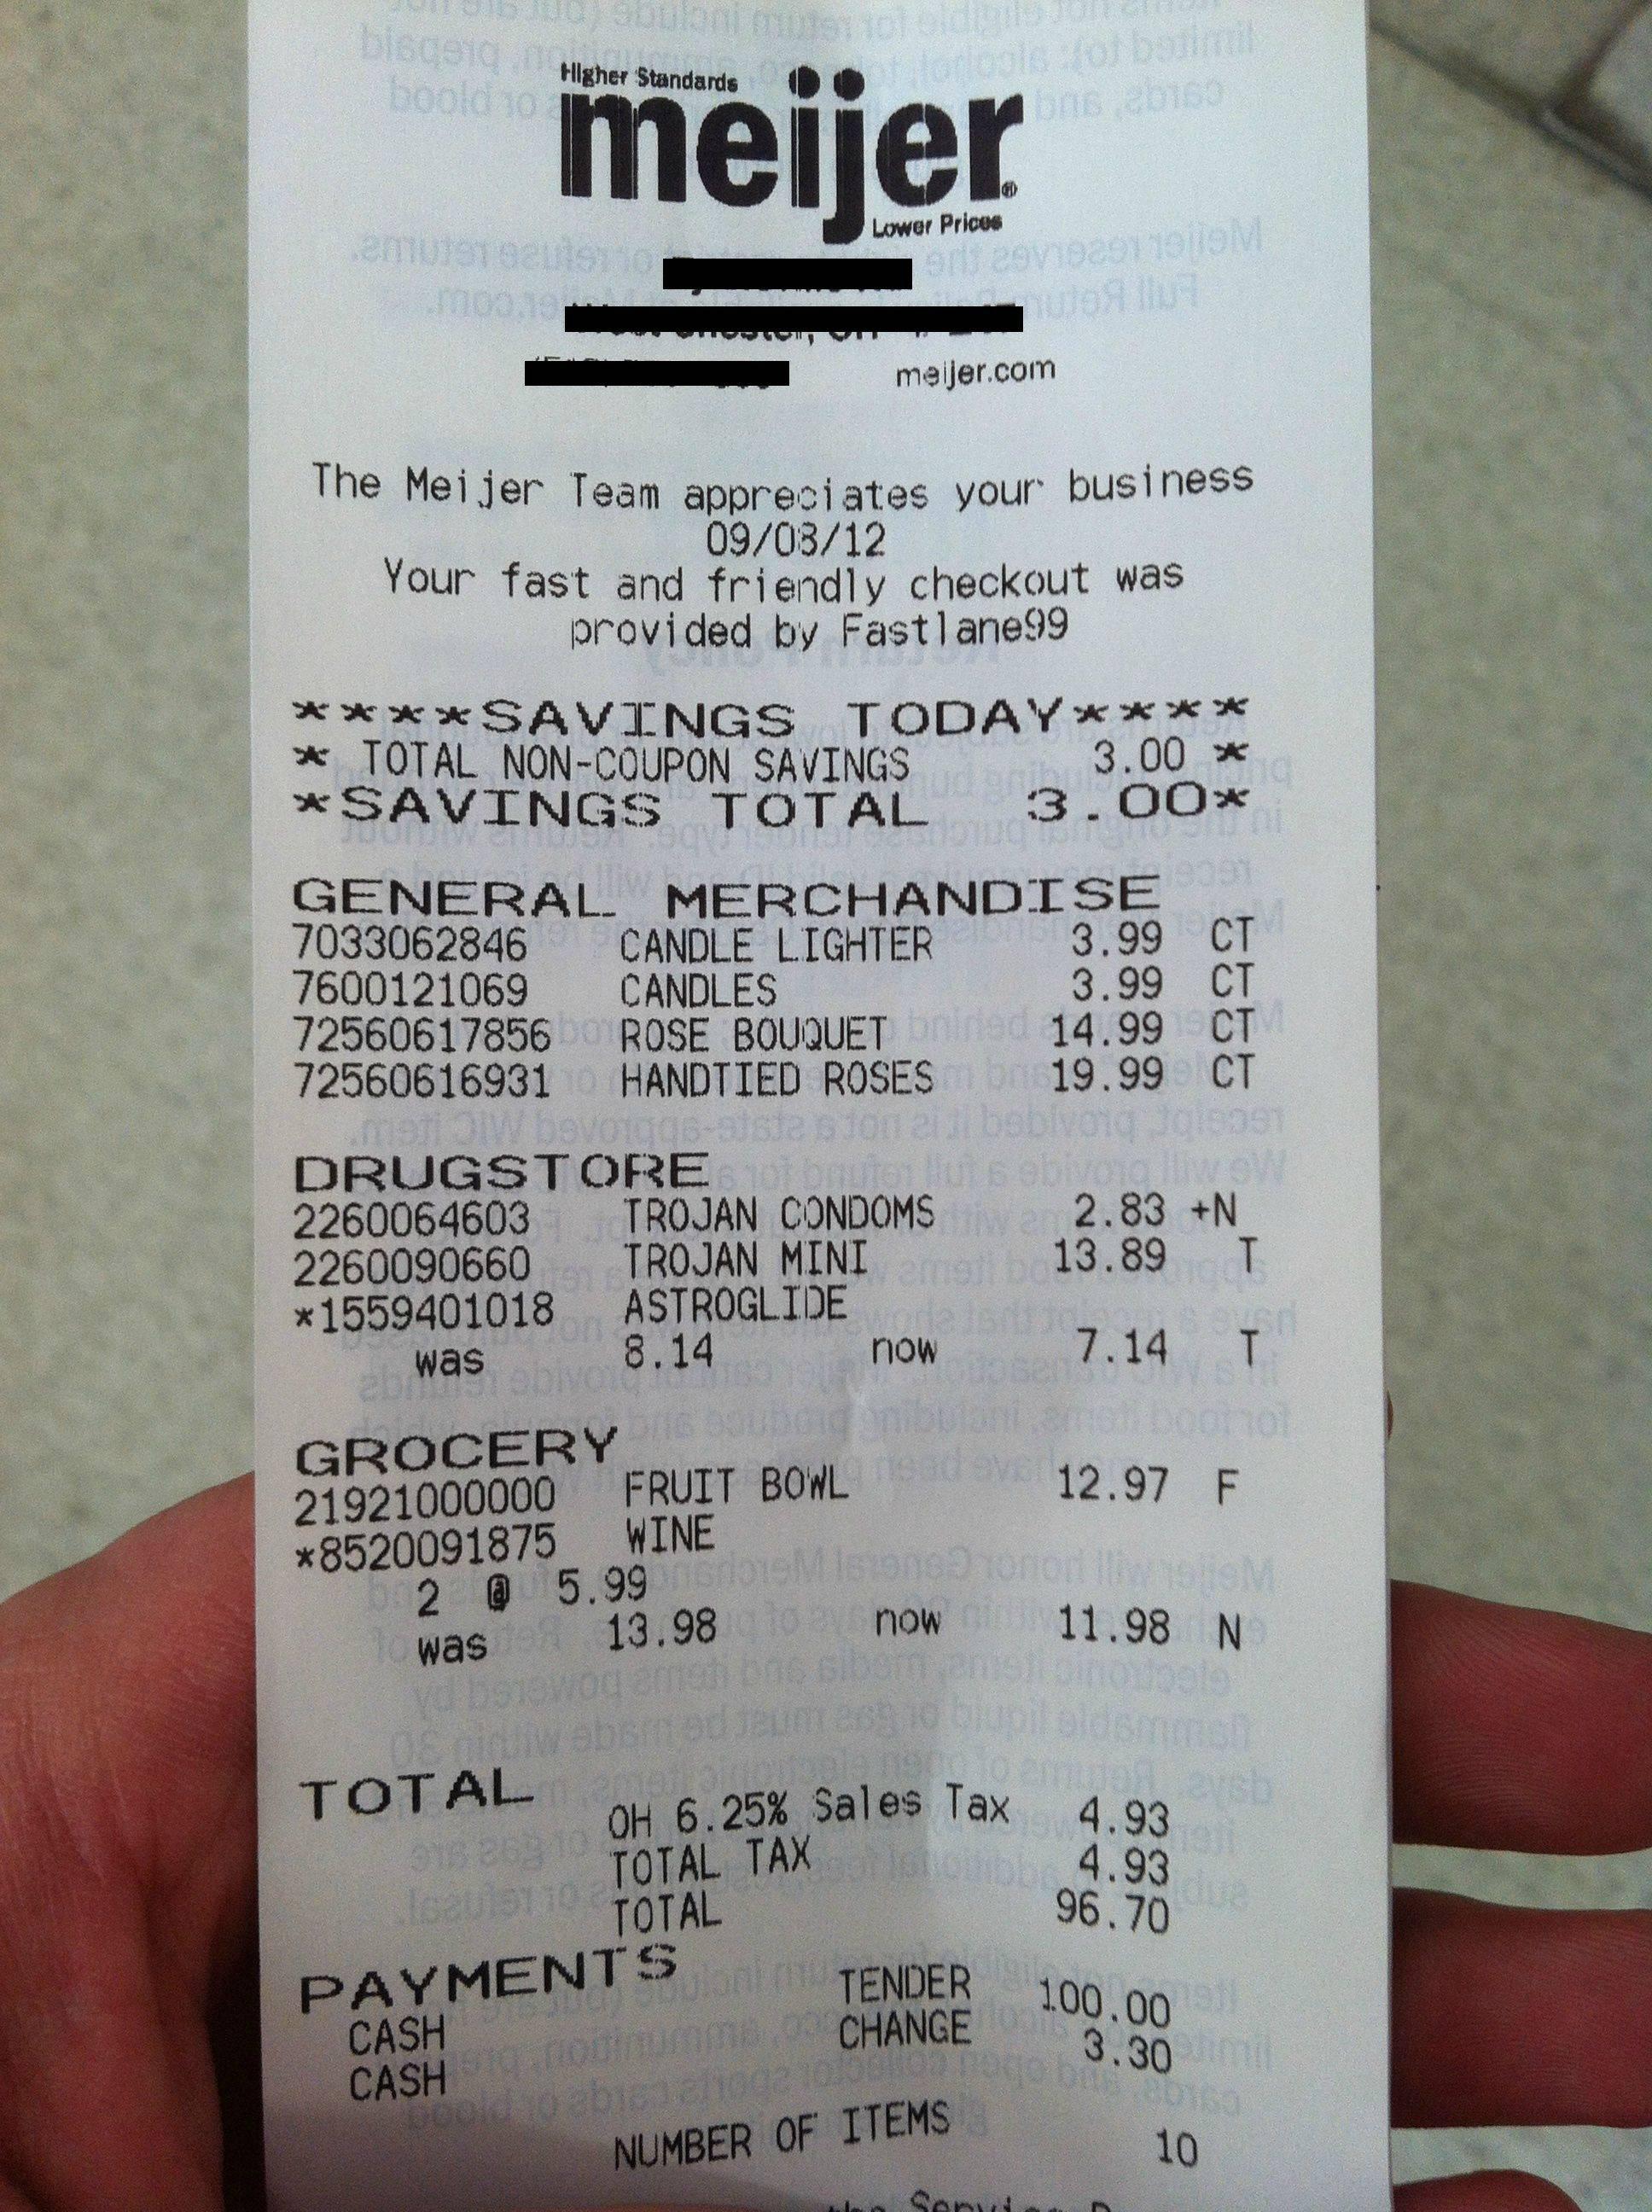 Higher Standards
meijer®
Lower Prices
meijer.com
The Meijer Team appreciates your business
09/08/12
Your fast and friendly checkout was
provided by Fastlane99
****SAVINGS TODAY****
* TOTAL NON-COUPON SAVINGS 3.00 *
*SAVINGS TOTAL 3.00*
GENERAL MERCHANDISE
7033062846 CANDLE LIGHTER 3.99 CT
7600121069 CANDLES 3.99 CT
72560617856 ROSE BOUQUET 14.99 CT
72560616931 HANDTIED ROSES 19.99 CT
DRUGSTORE
2260064603 TROJAN CONDOMS 2.83 +N
2260090660 TROJAN MINI 13.89 T
*1559401018 ASTROGLIDE
was 8.14 now 7.14 T
GROCERY
21921000000 FRUIT BOWL 12.97 F
*8520091875 WINE
2 @ 5.99
was 13.98 now 11.98 N
TOTAL
OH 6.25% Sales Tax 4.93
TOTAL TAX 4.93
TOTAL 96.70
PAYMENTS
CASH TENDER 100.00
CASH CHANGE 3.30
NUMBER OF ITEMS 10
the Service